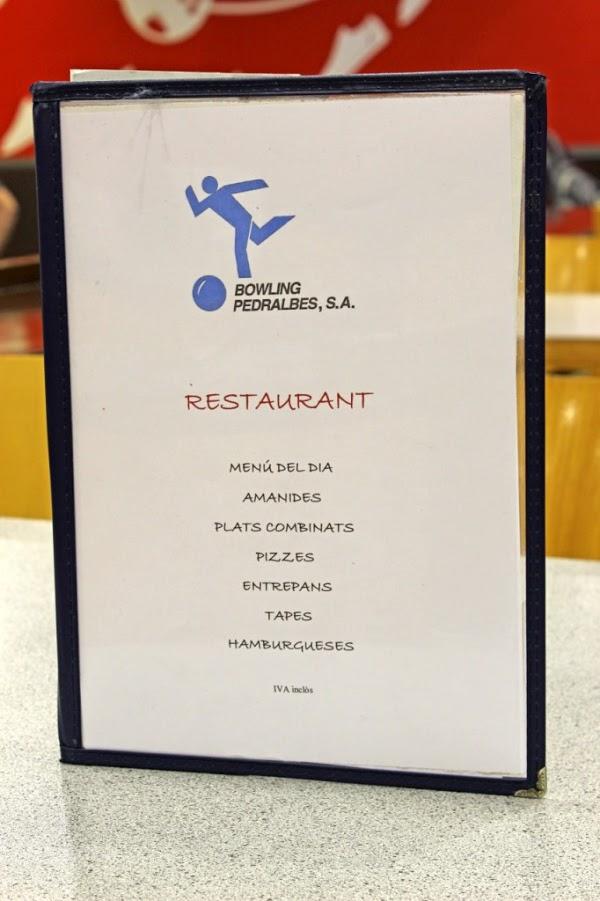 BOWLING
PEDRALBES, S.A.
RESTAURANT
MENÚ DEL DIA
AMANIDES
PLATS COMBINATS
PIZZES
ENTREPANS
TAPES
HAMBURGUESES
IVA inclòs